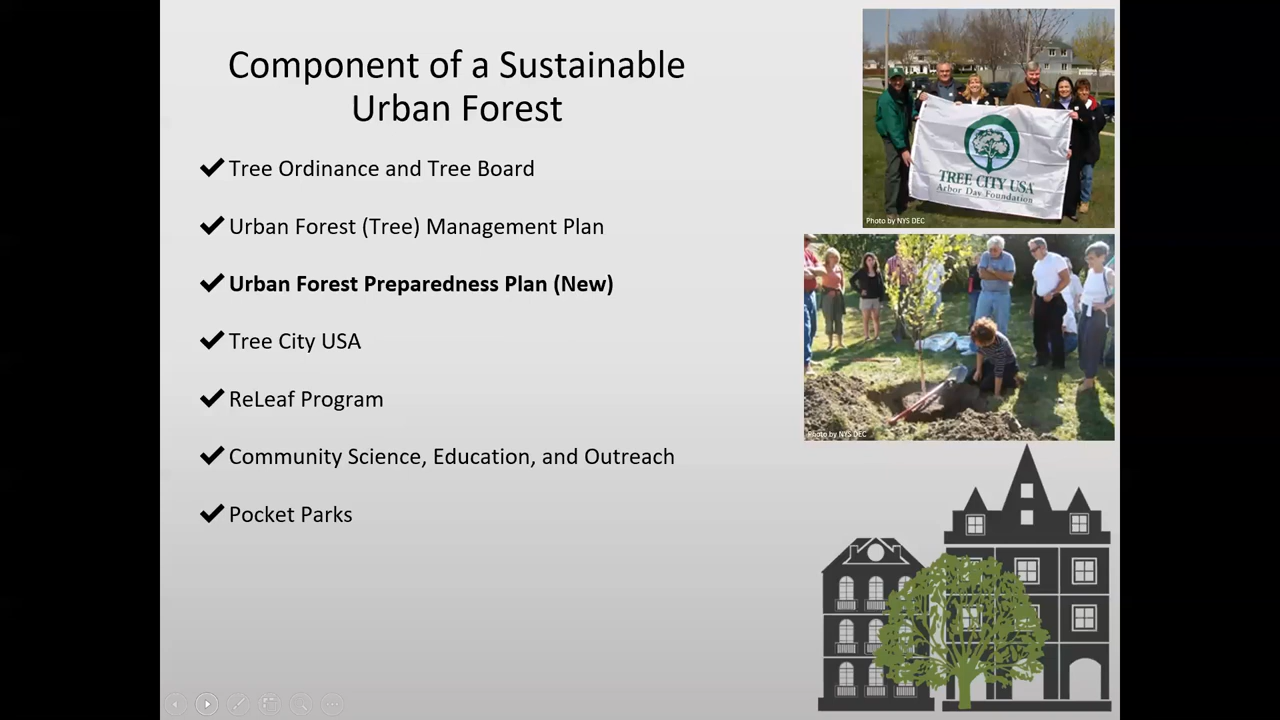 Component of a Sustainable
Urban Forest
Tree Ordinance and Tree Board
Urban Forest (Tree) Management Plan
Urban Forest Preparedness Plan (New)
Tree City USA
ReLeaf Program
Community Science, Education, and Outreach
Pocket Parks
TREE CITY USA
Arbor Day Foundation
Photo by NYS DEC
Photo by NYS DEC